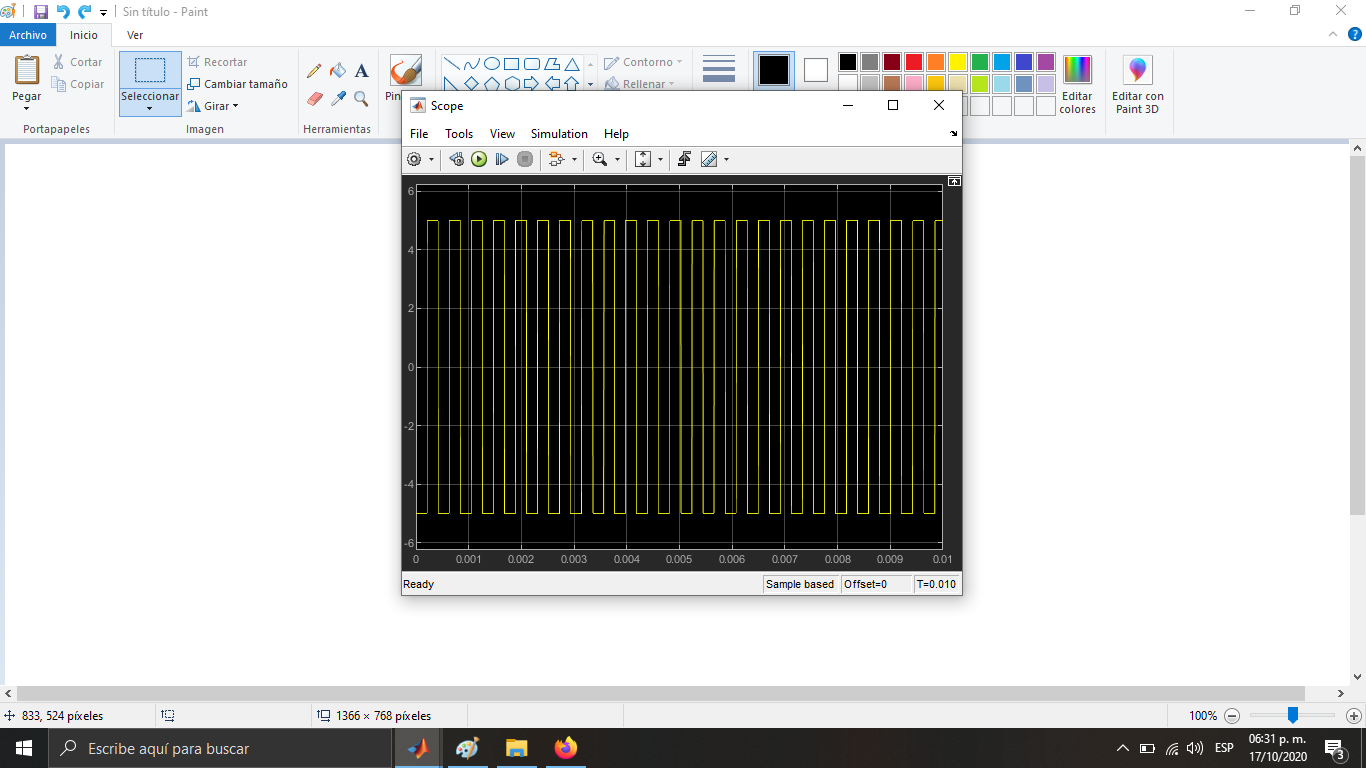 Sin título - Paint
Archivo Inicio Ver
Pegar
Cortar
Copiar
Portapapeles
Seleccionar
Recortar
Cambiar tamaño
Girar
Imagen
A
Herramientas
Pin
Contorno
Rellenar
Editar colores
Editar con Paint 3D
Scope
File Tools View Simulation Help
6
4
2
0
-2
-4
-6
0 0.001 0.002 0.003 0.004 0.005 0.006 0.007 0.008 0.009 0.01
Ready Sample based Offset=0 T=0.010
833, 524 píxeles 1366 × 768 píxeles 100%
Escribe aquí para buscar
ESP
06:31 p. m.
17/10/2020
3